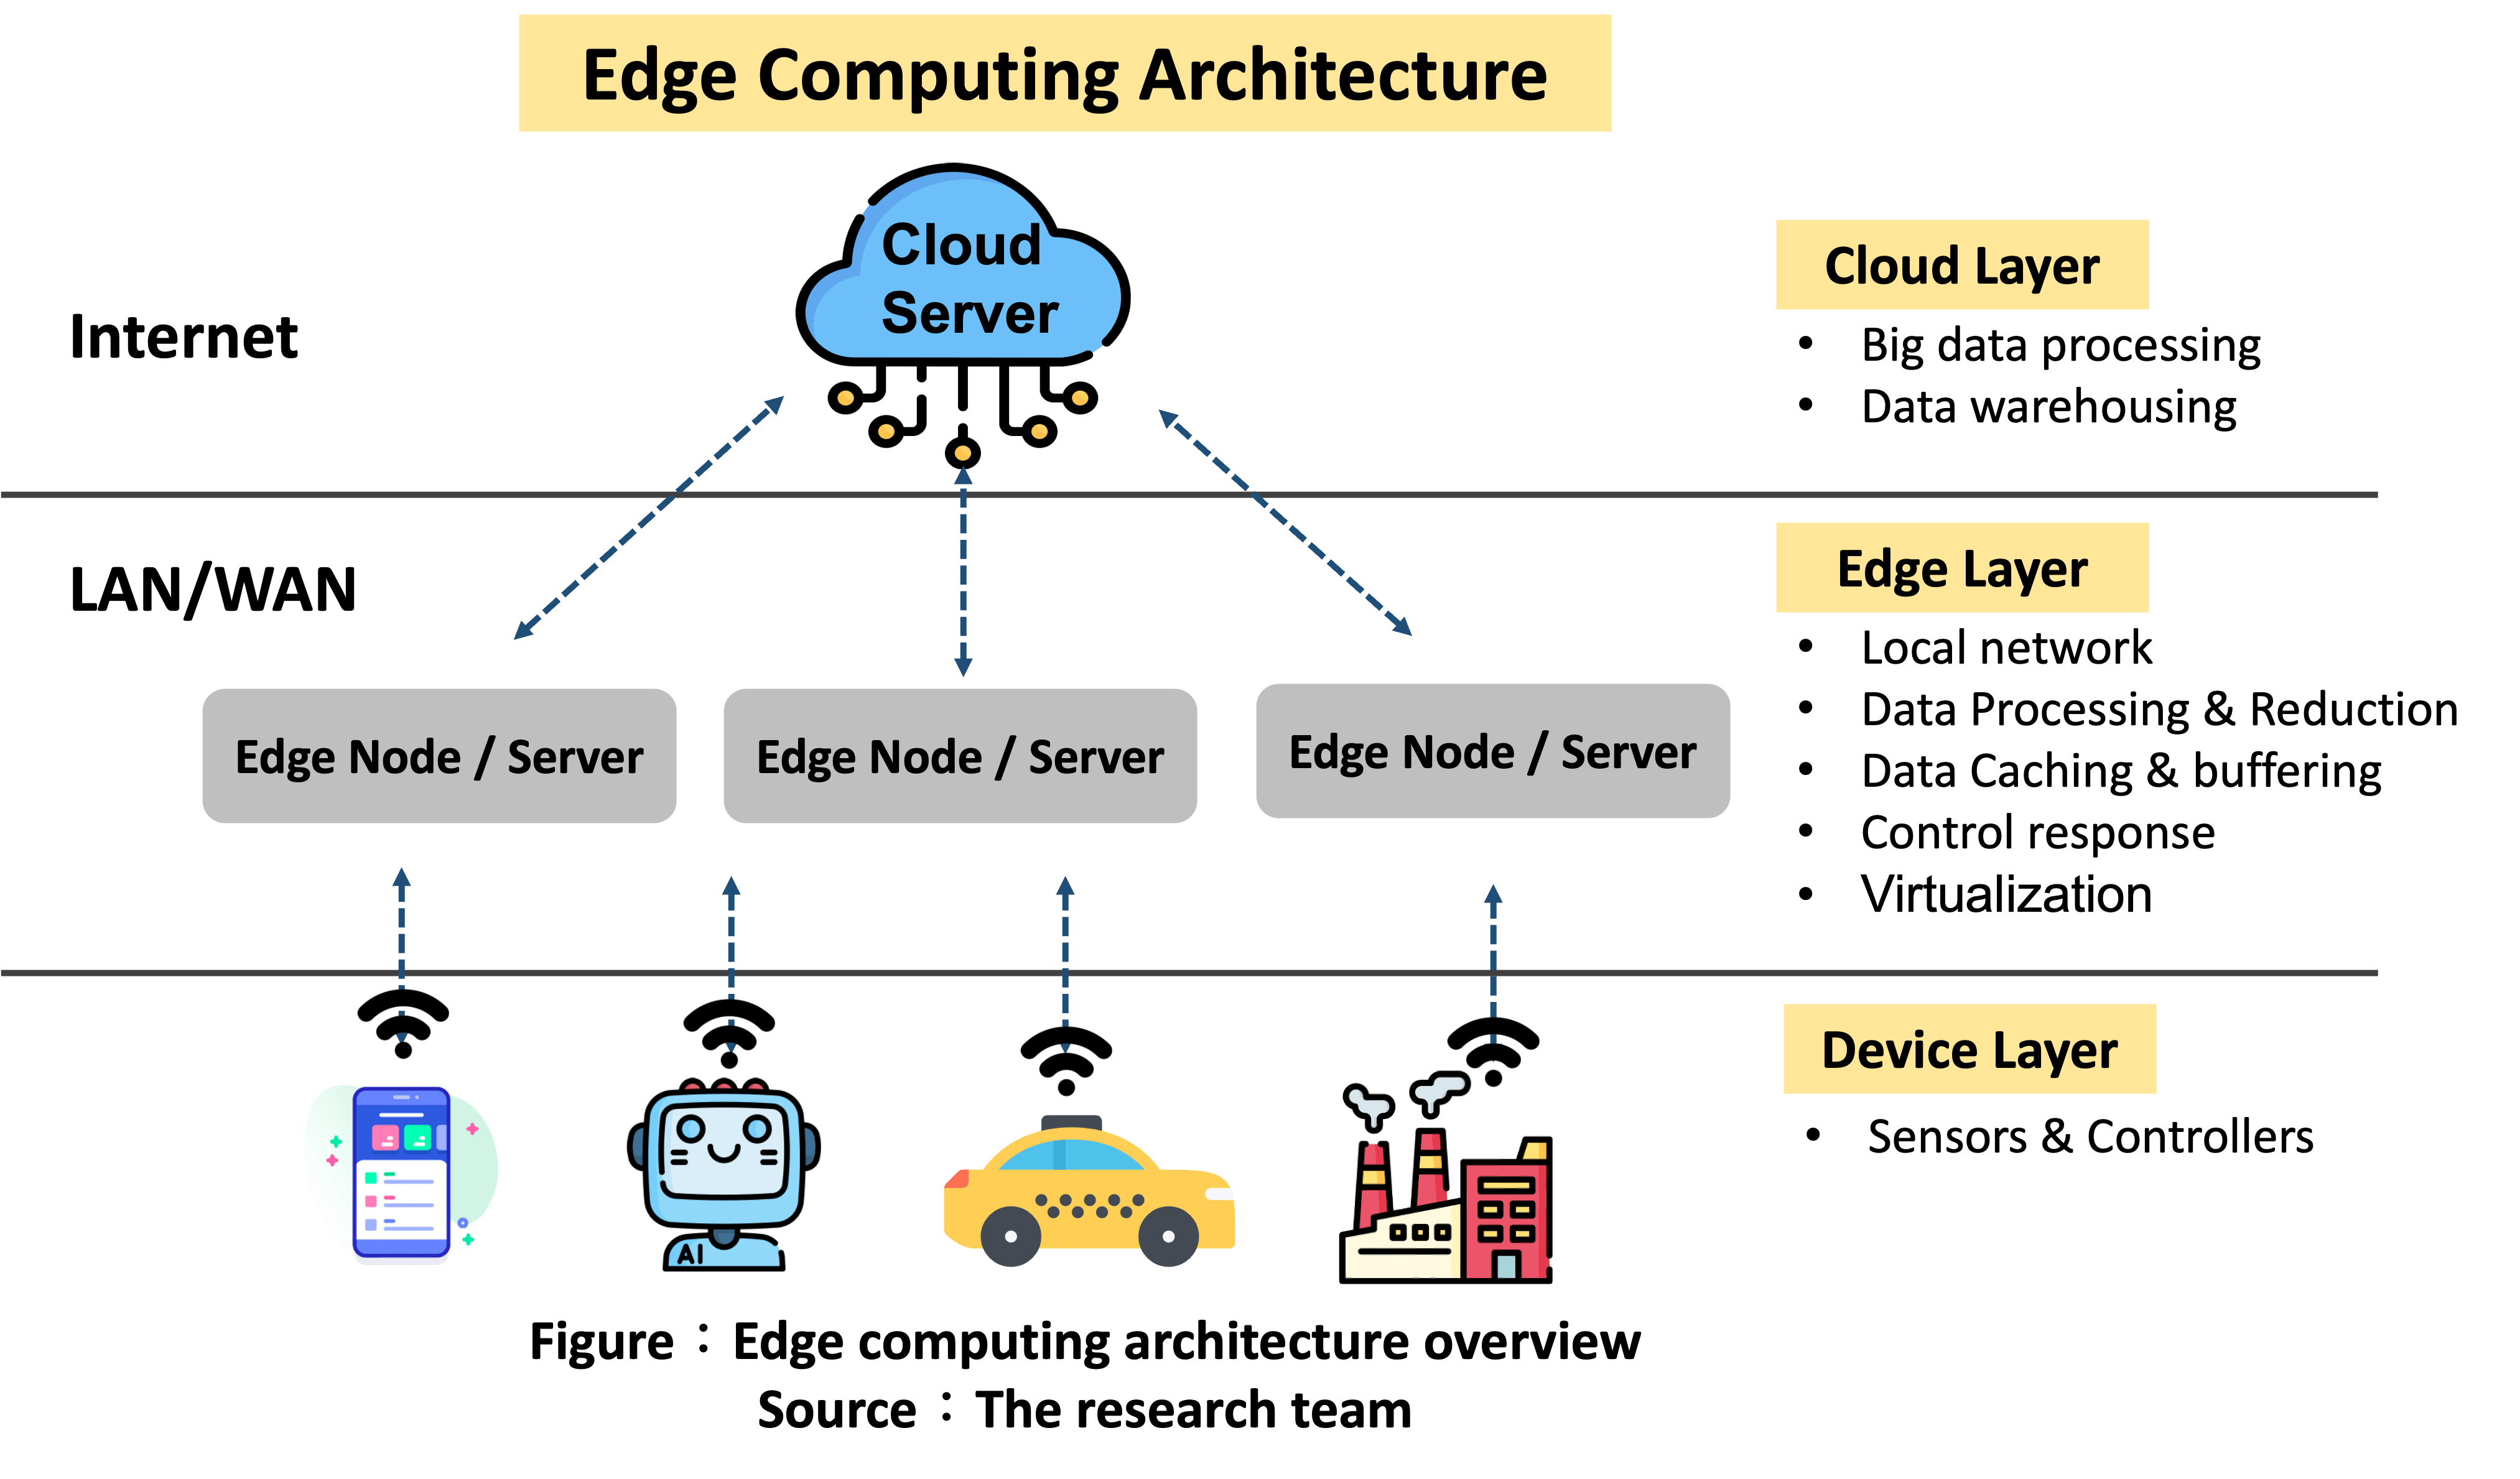 Edge Computing Architecture
Cloud
Server
Internet
Cloud Layer
• Big data processing
• Data warehousing
LAN/WAN
Edge Layer
• Local network
• Data Processing & Reduction
• Data Caching & buffering
• Control response
• Virtualization
Edge Node / Server
Edge Node / Server
Edge Node / Server
Device Layer
• Sensors & Controllers
AI
Figure：Edge computing architecture overview
Source：The research team